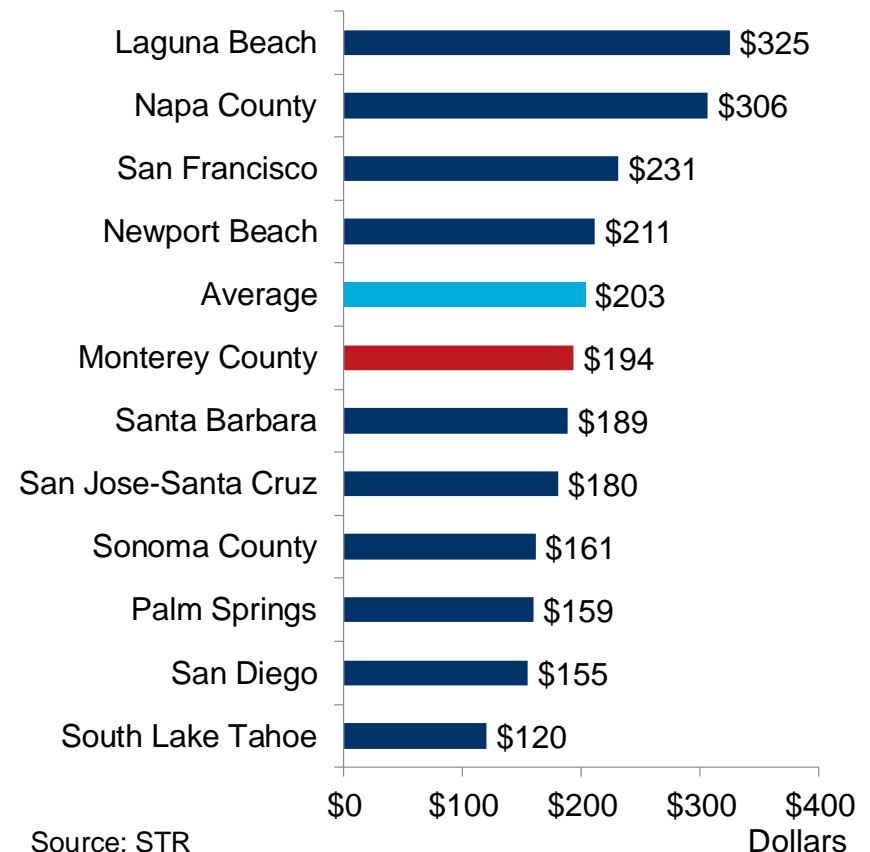 Laguna Beach $325
Napa County $306
San Francisco $231
Newport Beach $211
Average $203
Monterey County $194
Santa Barbara $189
San Jose-Santa Cruz $180
Sonoma County $161
Palm Springs $159
San Diego $155
South Lake Tahoe $120
$0 $100 $200 $300 $400
Source: STR Dollars